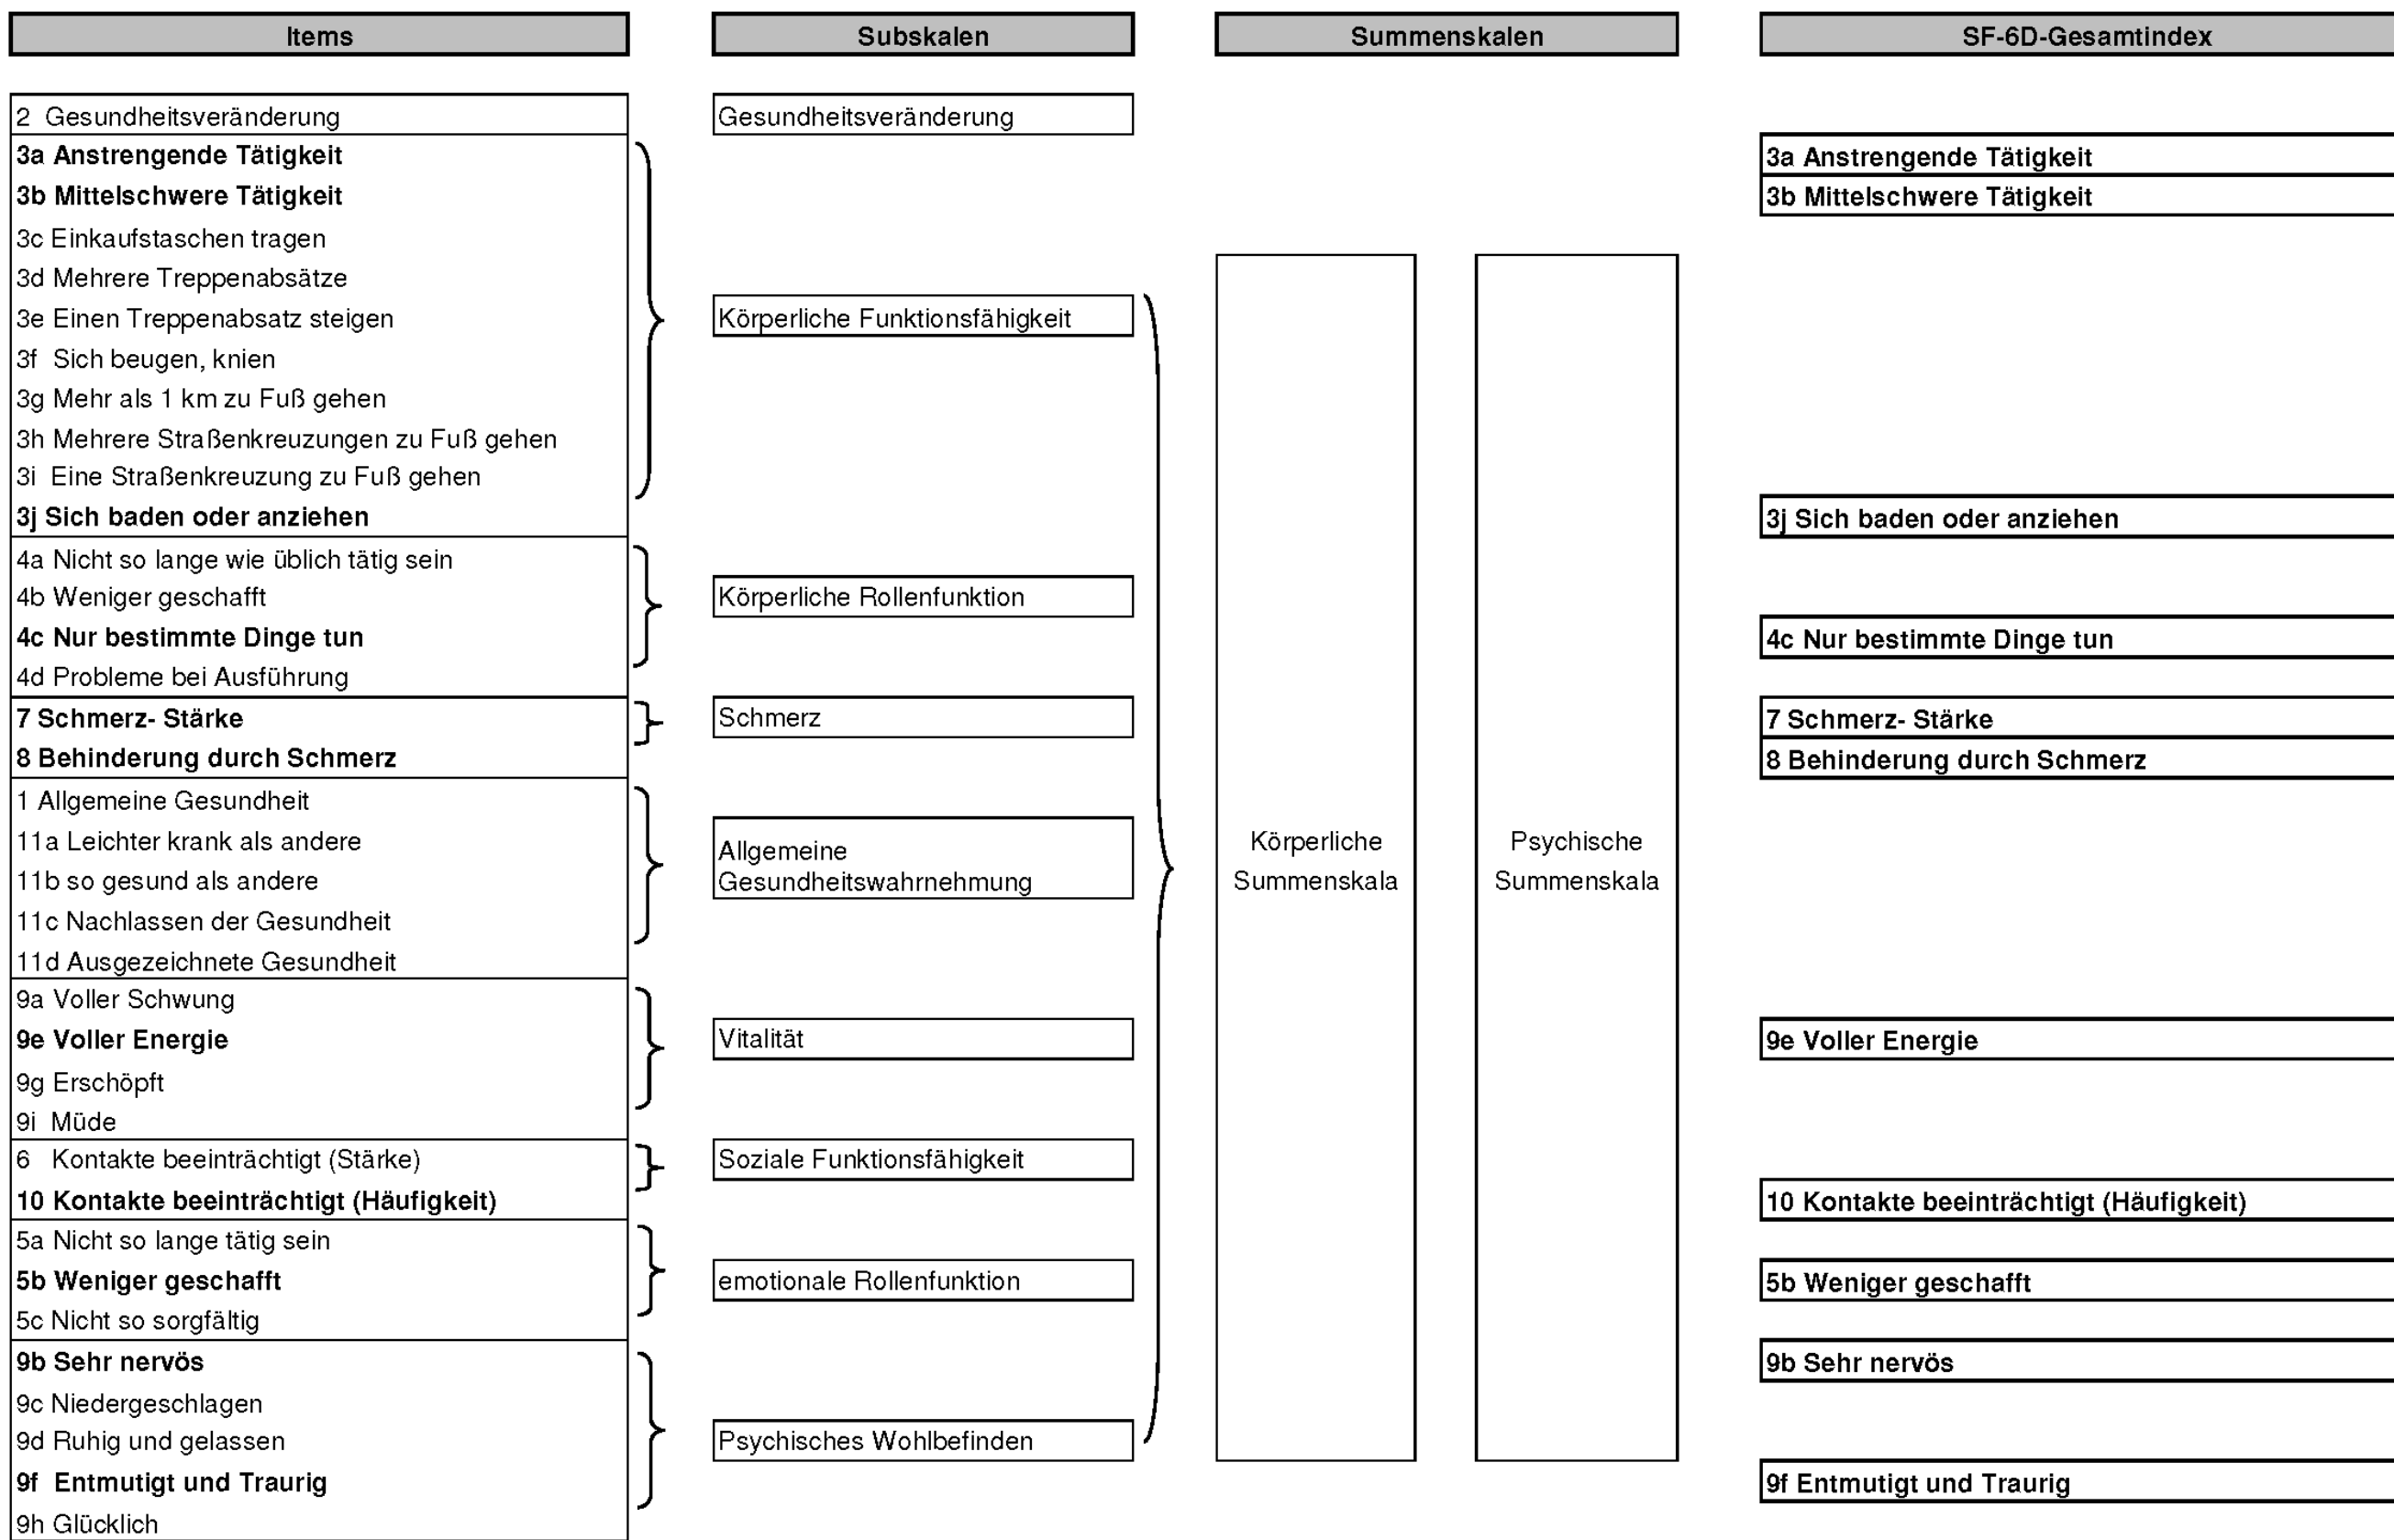 Items
Subskalen
Summenskalen
SF-6D-Gesamtindex
2 Gesundheitsveränderung
3a Anstrengende Tätigkeit
3b Mittelschwere Tätigkeit
3c Einkaufstaschen tragen
3d Mehrere Treppenabsätze
3e Einen Treppenabsatz steigen
3f Sich beugen, knien
3g Mehr als 1 km zu Fuß gehen
3h Mehrere Straßenkreuzungen zu Fuß gehen
3i Eine Straßenkreuzung zu Fuß gehen
3j Sich baden oder anziehen
4a Nicht so lange wie üblich tätig sein
4b Weniger geschafft
4c Nur bestimmte Dinge tun
4d Probleme bei Ausführung
7 Schmerz- Stärke
8 Behinderung durch Schmerz
1 Allgemeine Gesundheit
11a Leichter krank als andere
11b so gesund als andere
11c Nachlassen der Gesundheit
11d Ausgezeichnete Gesundheit
9a Voller Schwung
9e Voller Energie
9g Erschöpft
9i Müde
6 Kontakte beeinträchtigt (Stärke)
10 Kontakte beeinträchtigt (Häufigkeit)
5a Nicht so lange tätig sein
5b Weniger geschafft
5c Nicht so sorgfältig
9b Sehr nervös
9c Niedergeschlagen
9d Ruhig und gelassen
9f Entmutigt und Traurig
9h Glücklich
Gesundheitsveränderung
Körperliche Funktionsfähigkeit
Körperliche Rollenfunktion
Schmerz
Allgemeine
Gesundheitswahrnehmung
Vitalität
Soziale Funktionsfähigkeit
emotionale Rollenfunktion
Psychisches Wohlbefinden
Körperliche
Summenskala
Psychische
Summenskala
3a Anstrengende Tätigkeit
3b Mittelschwere Tätigkeit
3j Sich baden oder anziehen
4c Nur bestimmte Dinge tun
7 Schmerz- Stärke
8 Behinderung durch Schmerz
9e Voller Energie
10 Kontakte beeinträchtigt (Häufigkeit)
5b Weniger geschafft
9b Sehr nervös
9f Entmutigt und Traurig